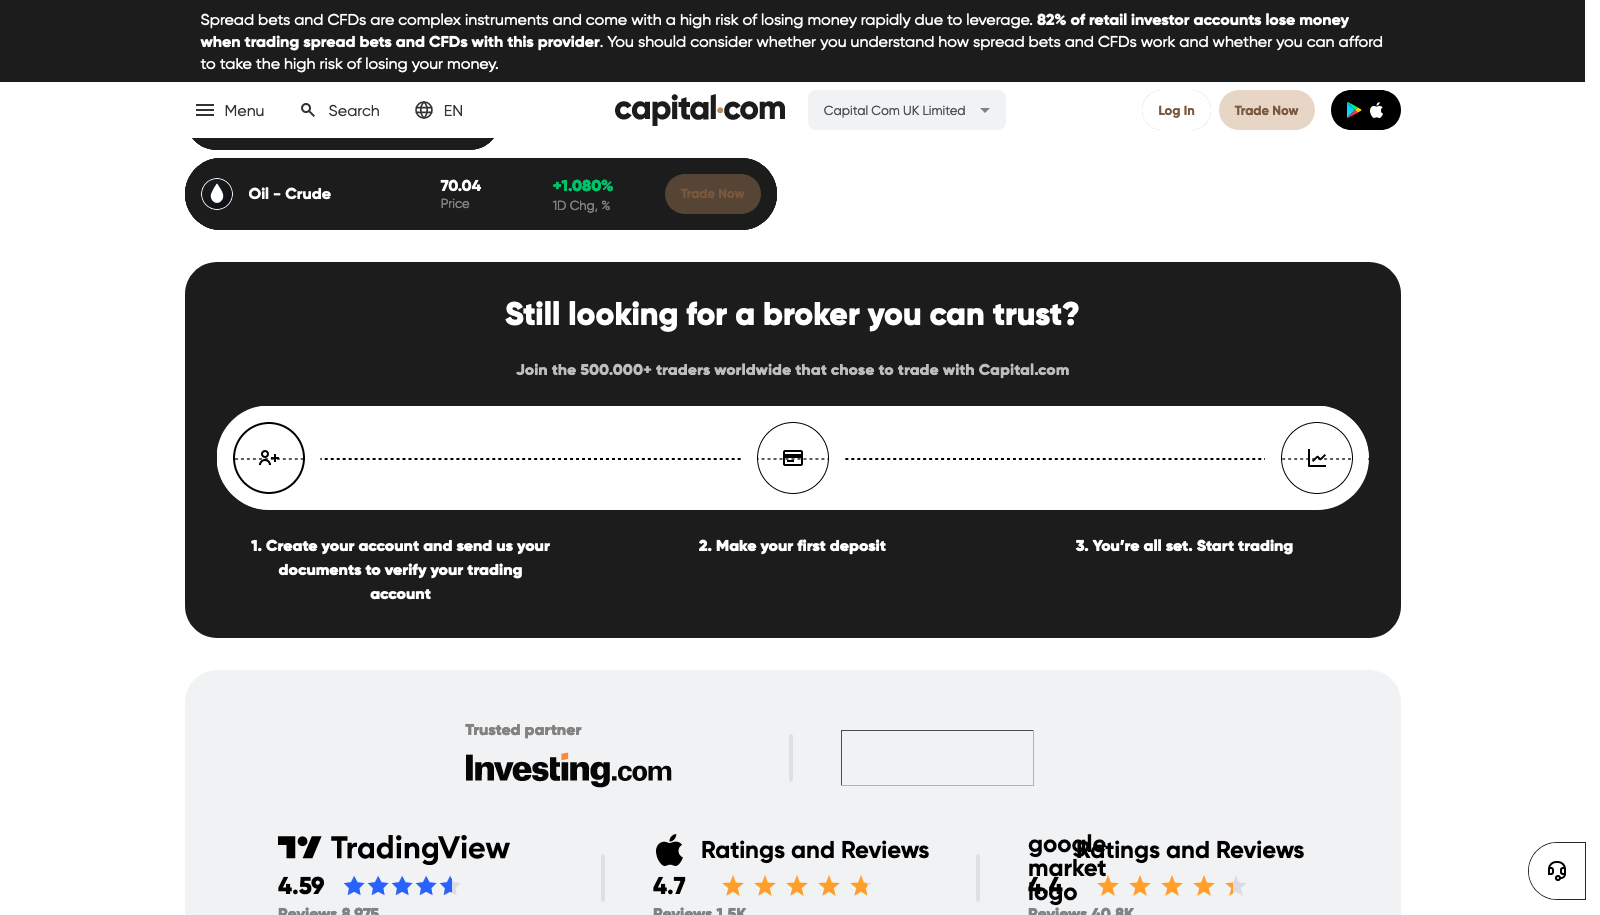 Spread bets and CFDs are complex instruments and come with a high risk of losing money rapidly due to leverage. 82% of retail investor accounts lose money
when trading spread bets and CFDs with this provider. You should consider whether you understand how spread bets and CFDs work and whether you can afford
to take the high risk of losing your money.
Menu Search EN capital.com Capital Com UK Limited Log In Trade Now
Oil - Crude 70.04 +1.080% Trade Now
Price 1D Chg, %
Still looking for a broker you can trust?
Join the 500.000+ traders worldwide that chose to trade with Capital.com
1. Create your account and send us your
documents to verify your trading
account
2. Make your first deposit
3. You're all set. Start trading
Trusted partner
Investing.com
TradingView
4.59
Reviews 8,975
Ratings and Reviews
4.7
Reviews 1.5K
google
market
logo
Ratings and Reviews
4.4
Reviews 40.8K